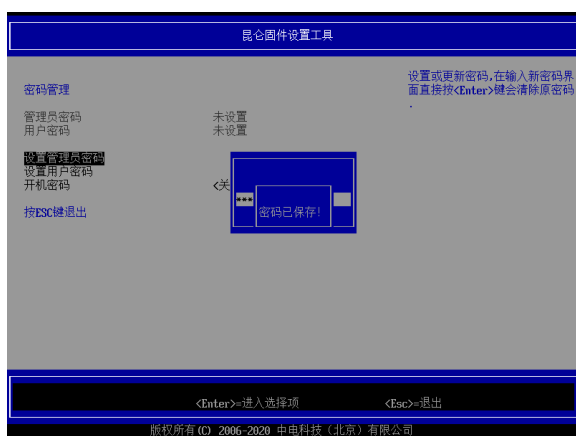 昆仑固件设置工具
密码管理
设置或更新密码,在输入新密码界
面直接按<Enter>键会清除原密码
.
管理员密码 未设置
用户密码 未设置
设置管理员密码
设置用户密码
开机密码 <关
***
密码已保存!
按ESC键退出
<Enter>=进入选择项 <Esc>=退出
版权所有 (C) 2006-2020 中电科技（北京）有限公司